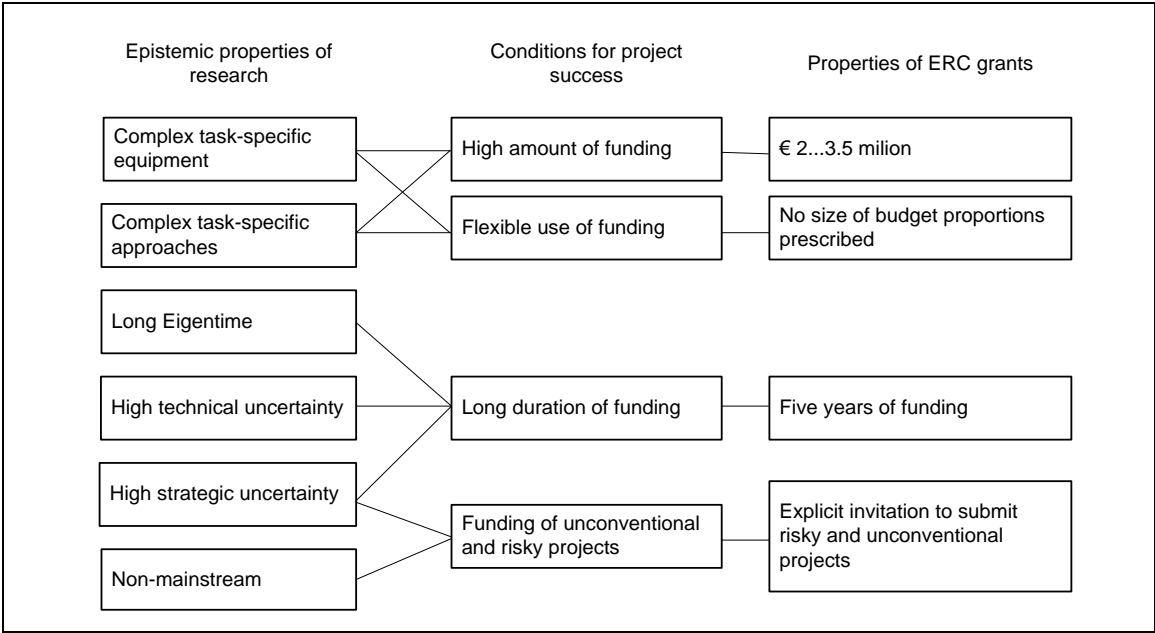 Epistemic properties of
research
Conditions for project
success
Properties of ERC grants
Complex task-specific
equipment
High amount of funding
€ 2...3.5 milion
Complex task-specific
approaches
Flexible use of funding
No size of budget proportions
prescribed
Long Eigentime
High technical uncertainty
Long duration of funding
Five years of funding
High strategic uncertainty
Funding of unconventional
and risky projects
Explicit invitation to submit
risky and unconventional
projects
Non-mainstream